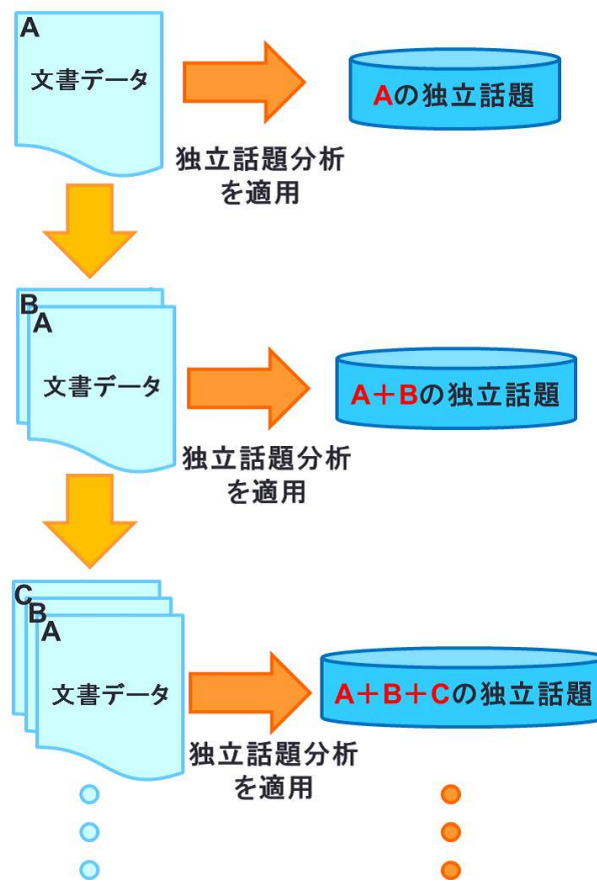 A
文書データ
Aの独立話題
独立話題分析
を適用
B
A
文書データ
A+Bの独立話題
独立話題分析
を適用
C
B
A
文書データ
A+B+Cの独立話題
独立話題分析
を適用